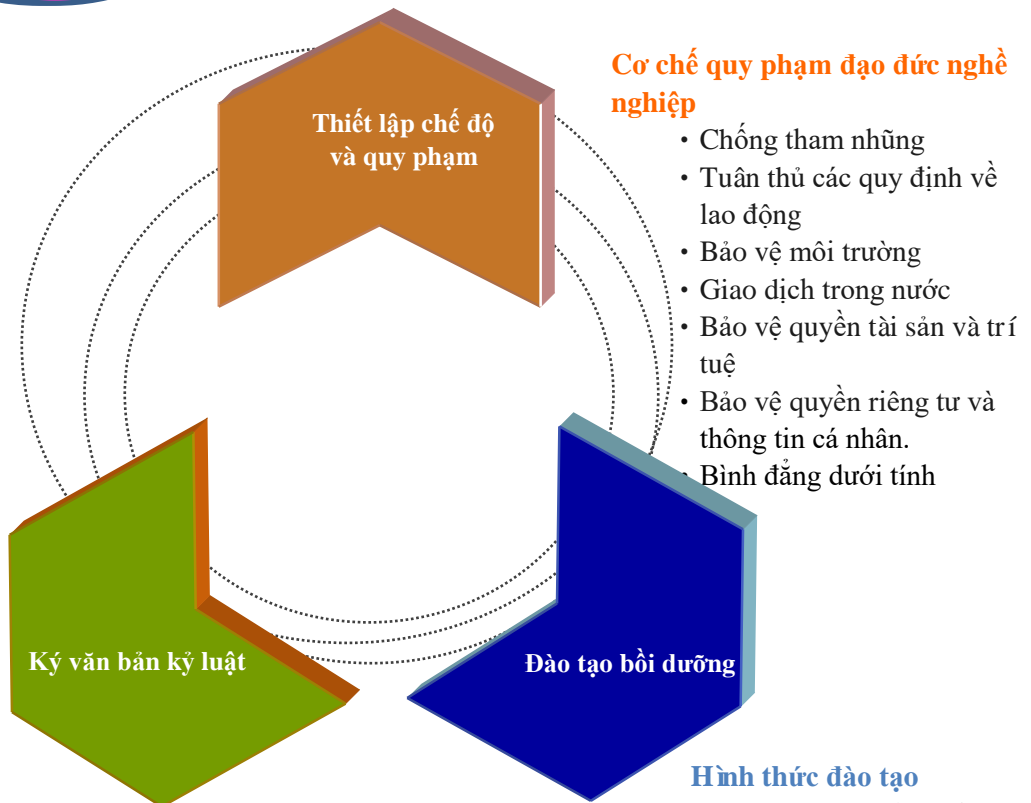 Thiết lập chế độ
và quy phạm
Cơ chế quy phạm đạo đức nghề
nghiệp
• Chống tham nhũng
• Tuân thủ các quy định về
lao động
• Bảo vệ môi trường
• Giao dịch trong nước
• Bảo vệ quyền tài sản và trí
tuệ
• Bảo vệ quyền riêng tư và
thông tin cá nhân.
• Bình đẳng dưới tính
Ký văn bản kỷ luật
Đào tạo bồi dưỡng
Hình thức đào tạo